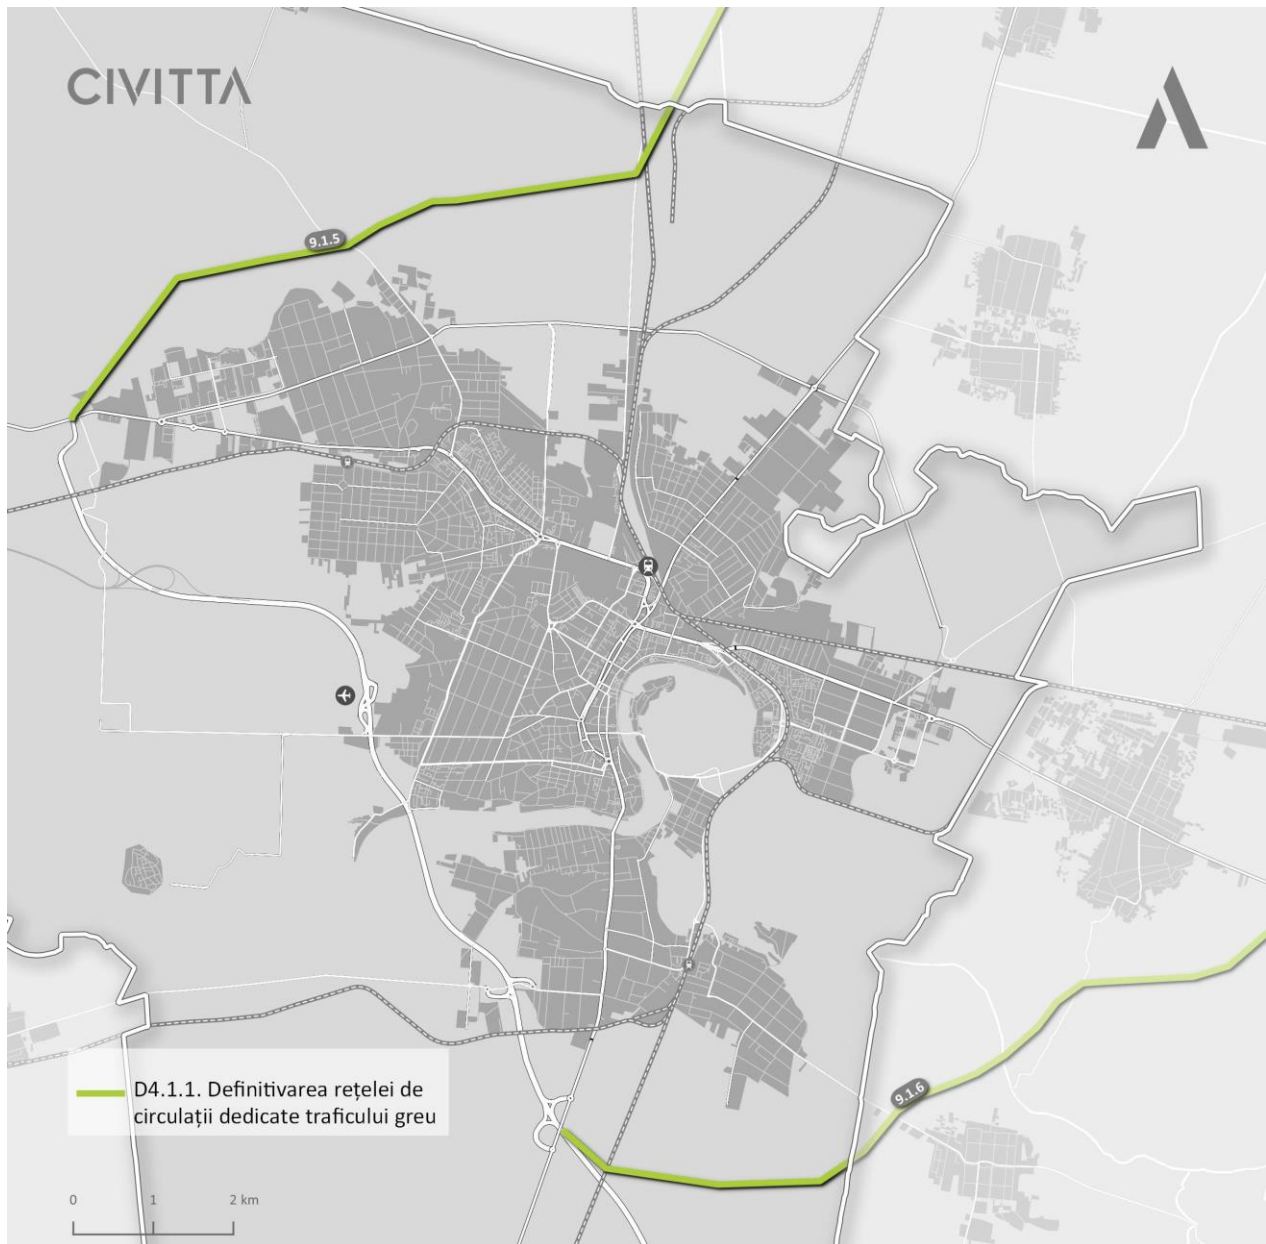 CIVITTA
9.1.5
9.1.6
D4.1.1. Definitivarea rețelei de
circulații dedicate traficului greu
0 1 2 km